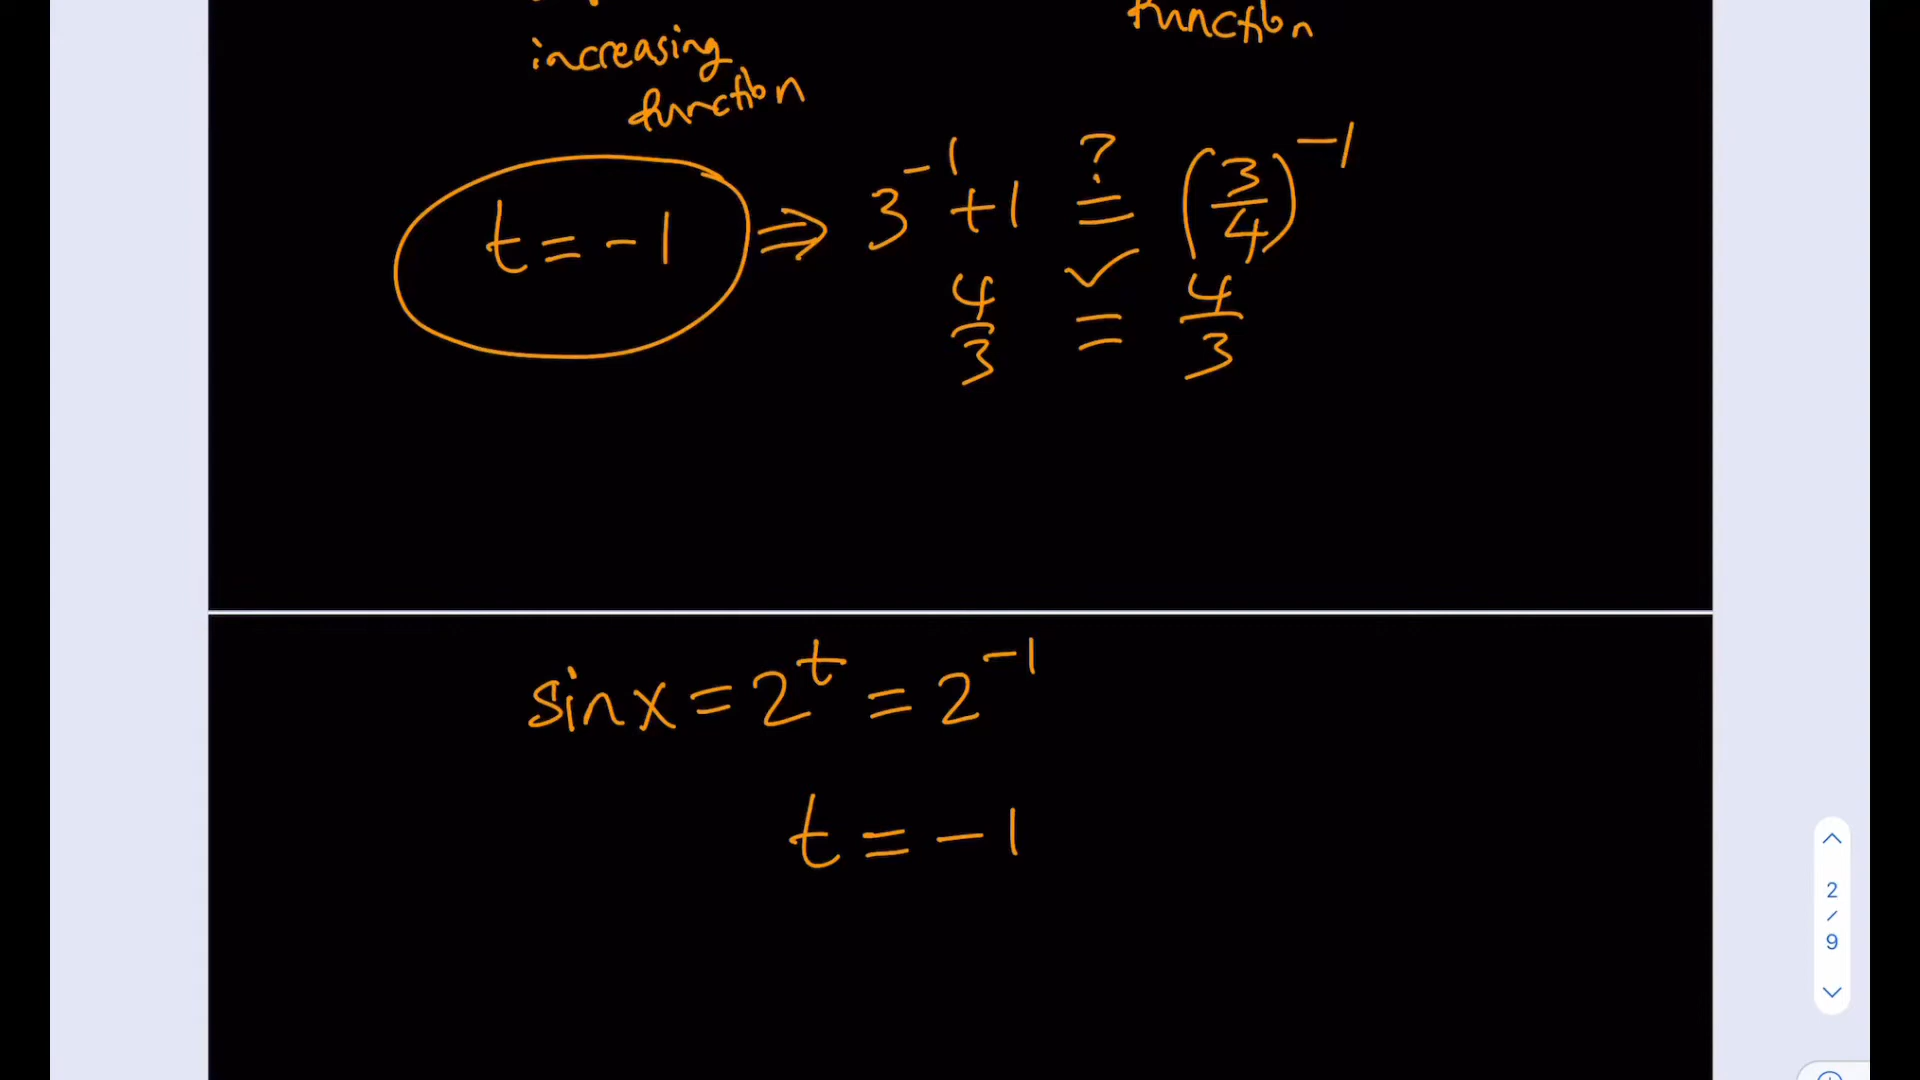 function
increasing
function
t = -1 ⇒ 3^{-1} + 1 ≟ (3/4)^{-1}
✓
4/3 = 4/3
sin x = 2^t = 2^{-1}
t = -1
2
/
9